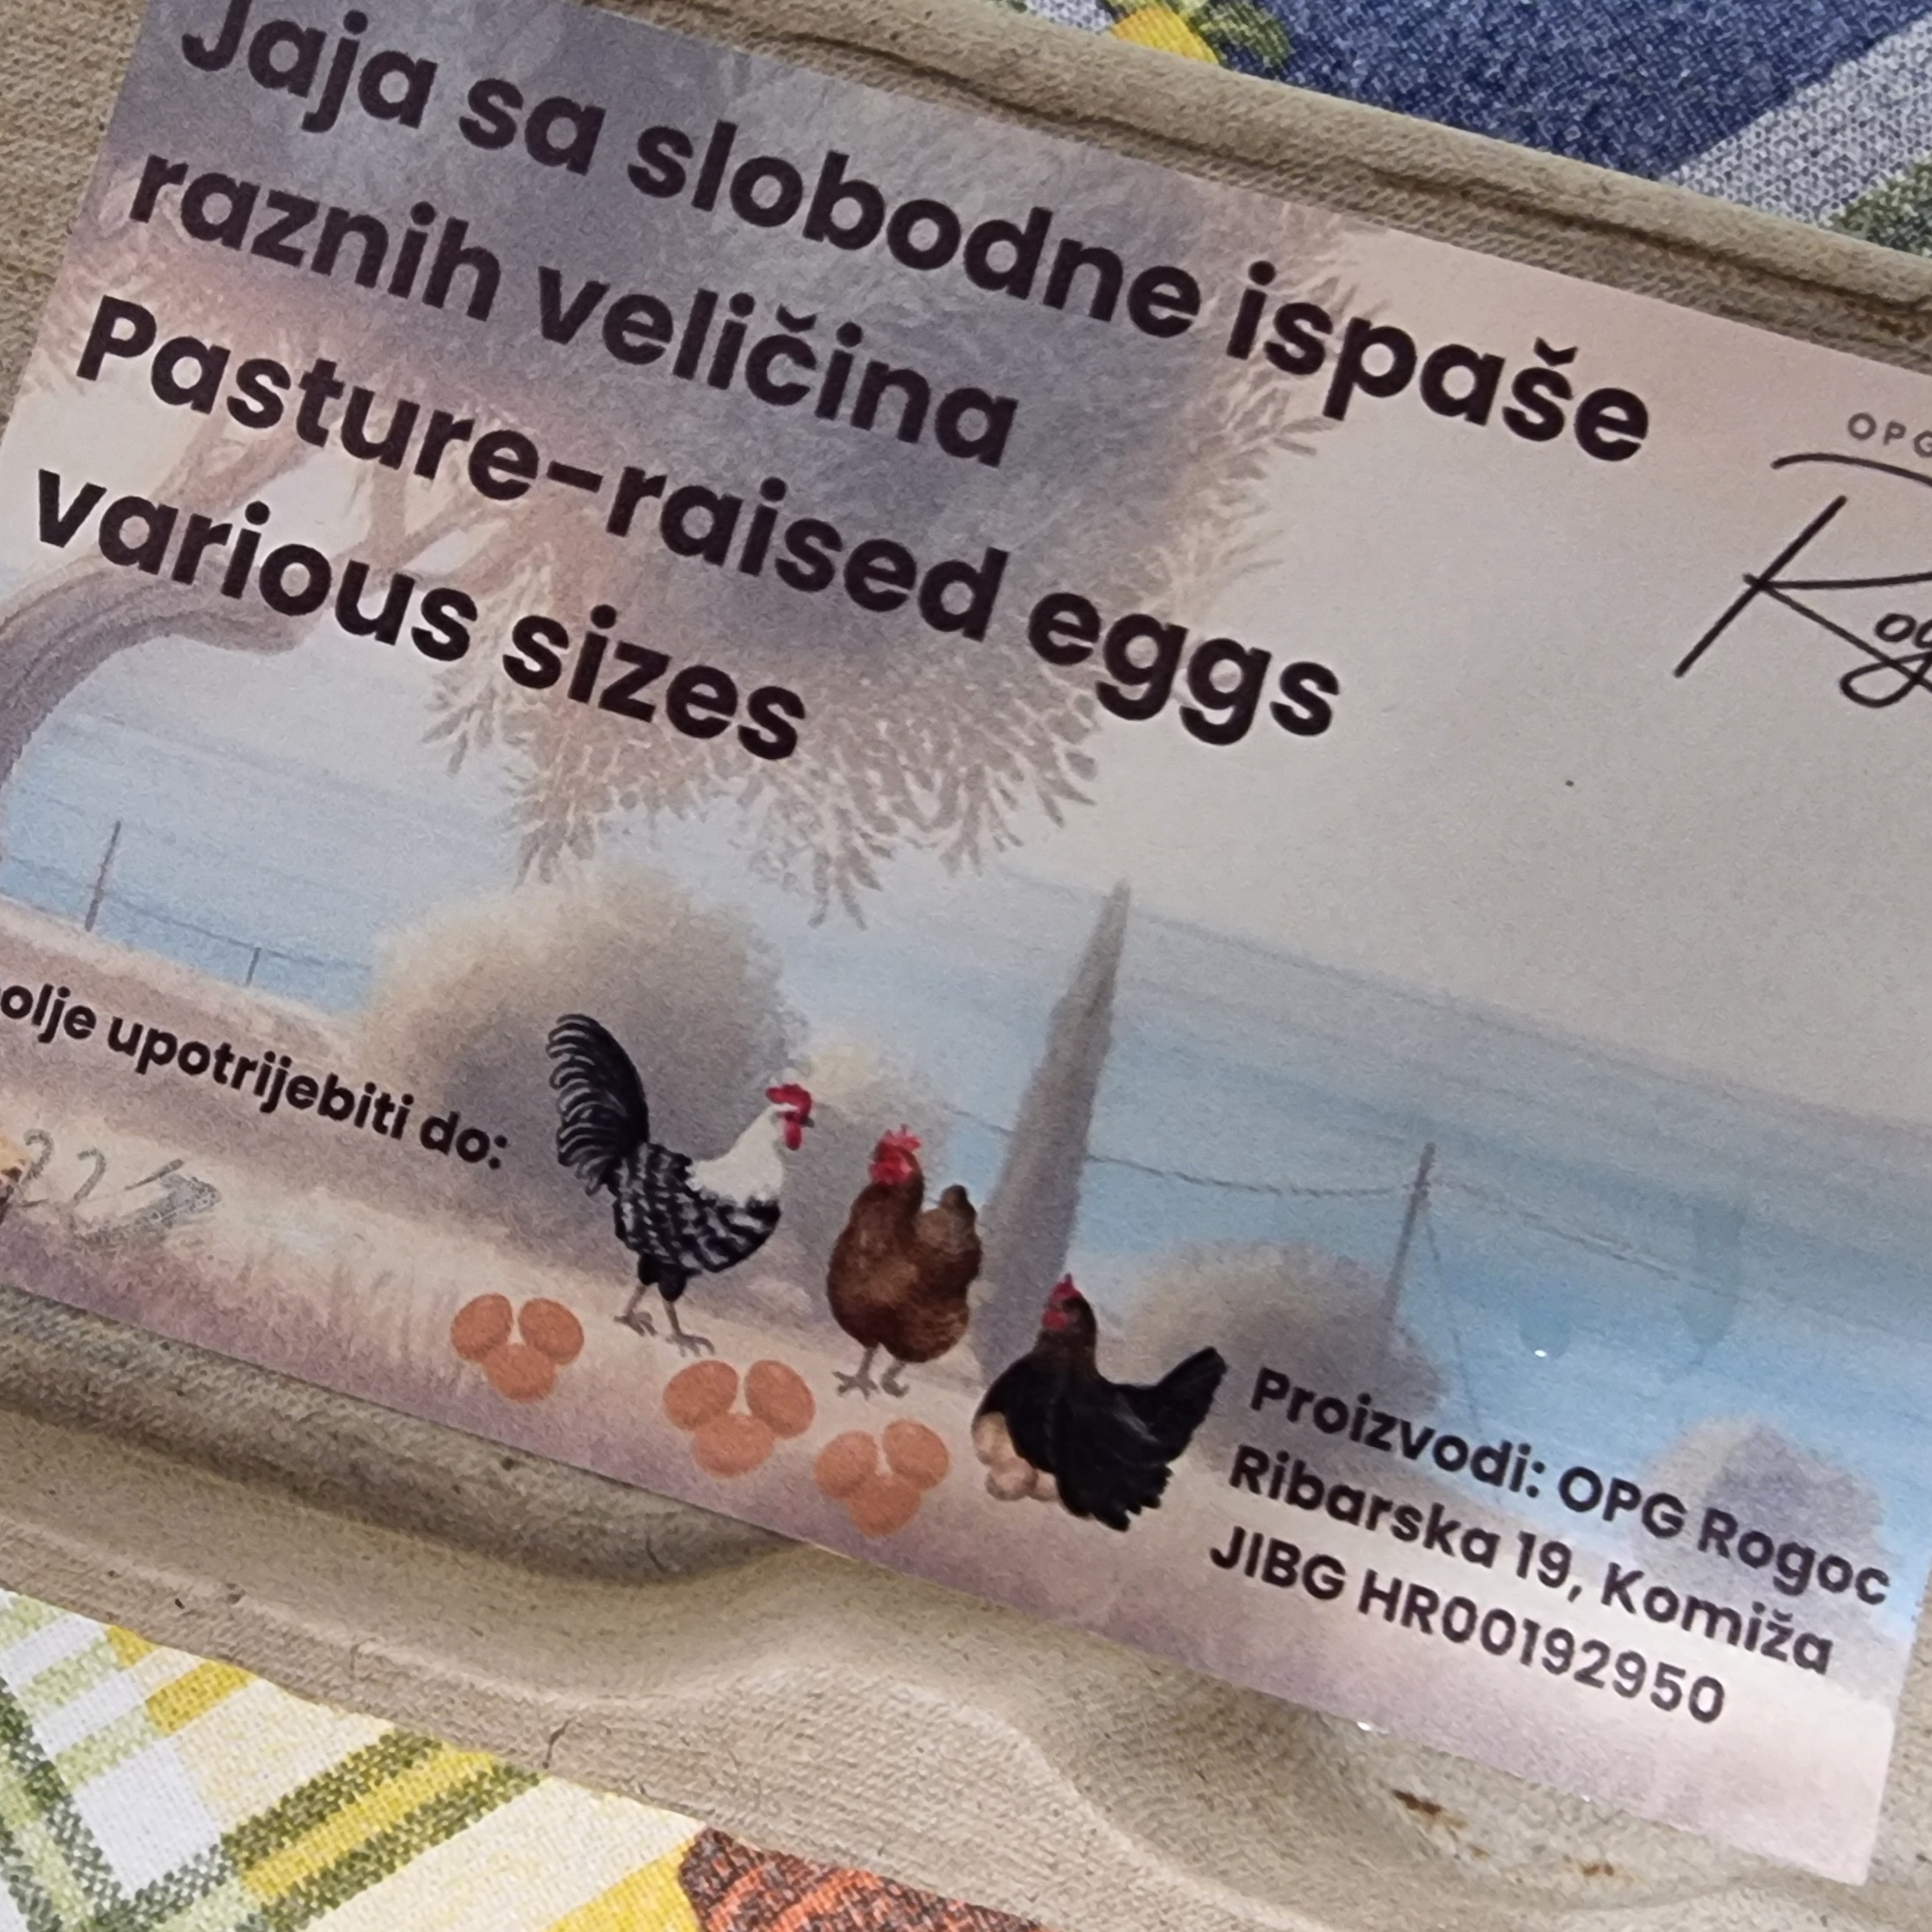 Jaja sa slobodne ispaše
raznih veličina
Pasture-raised eggs
various sizes
upotrijebiti do:
Proizvodi: OPG Rogoc
Ribarska 19, Komiža
JIBG HR00192950